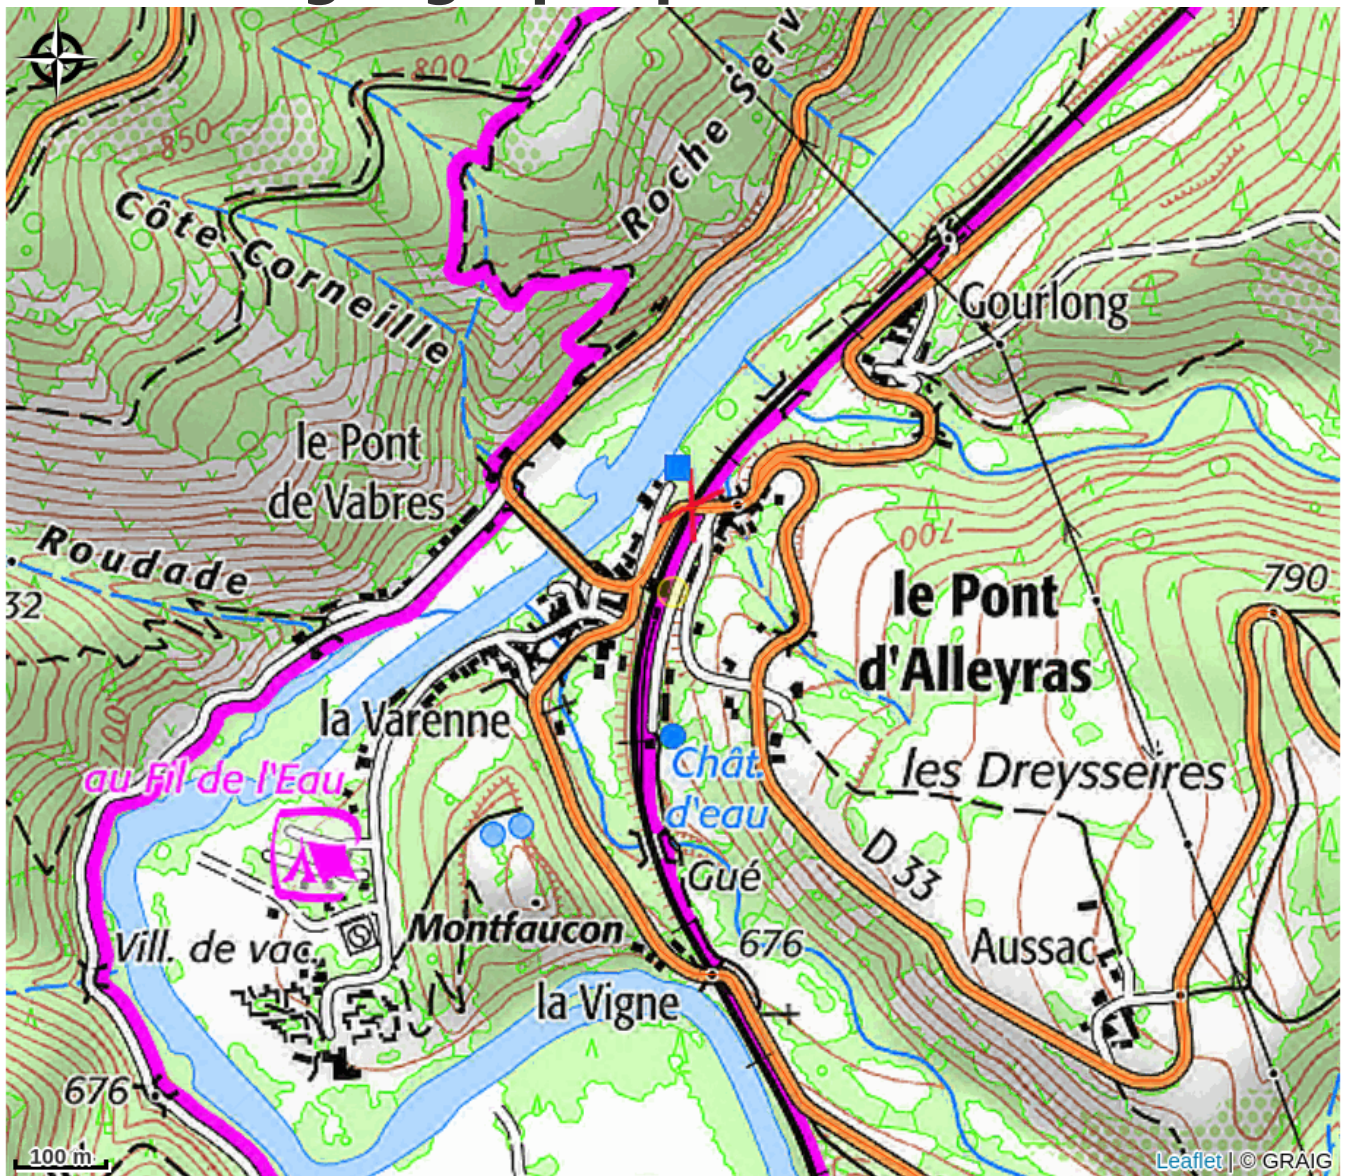 800
850
Côte Corneille
Roche Serv
Gourlong
le Pont
de Vabres
Roudade
32
700
le Pont
d'Alleyras
790
700
la Varenne
au Fil de l'Eau
Chât.
d'eau
les Dreysseires
D 33
Gué
Montfaucon
676
Vill. de vac.
Aussac
la Vigne
676
100 m
Leaflet | © GRAIG